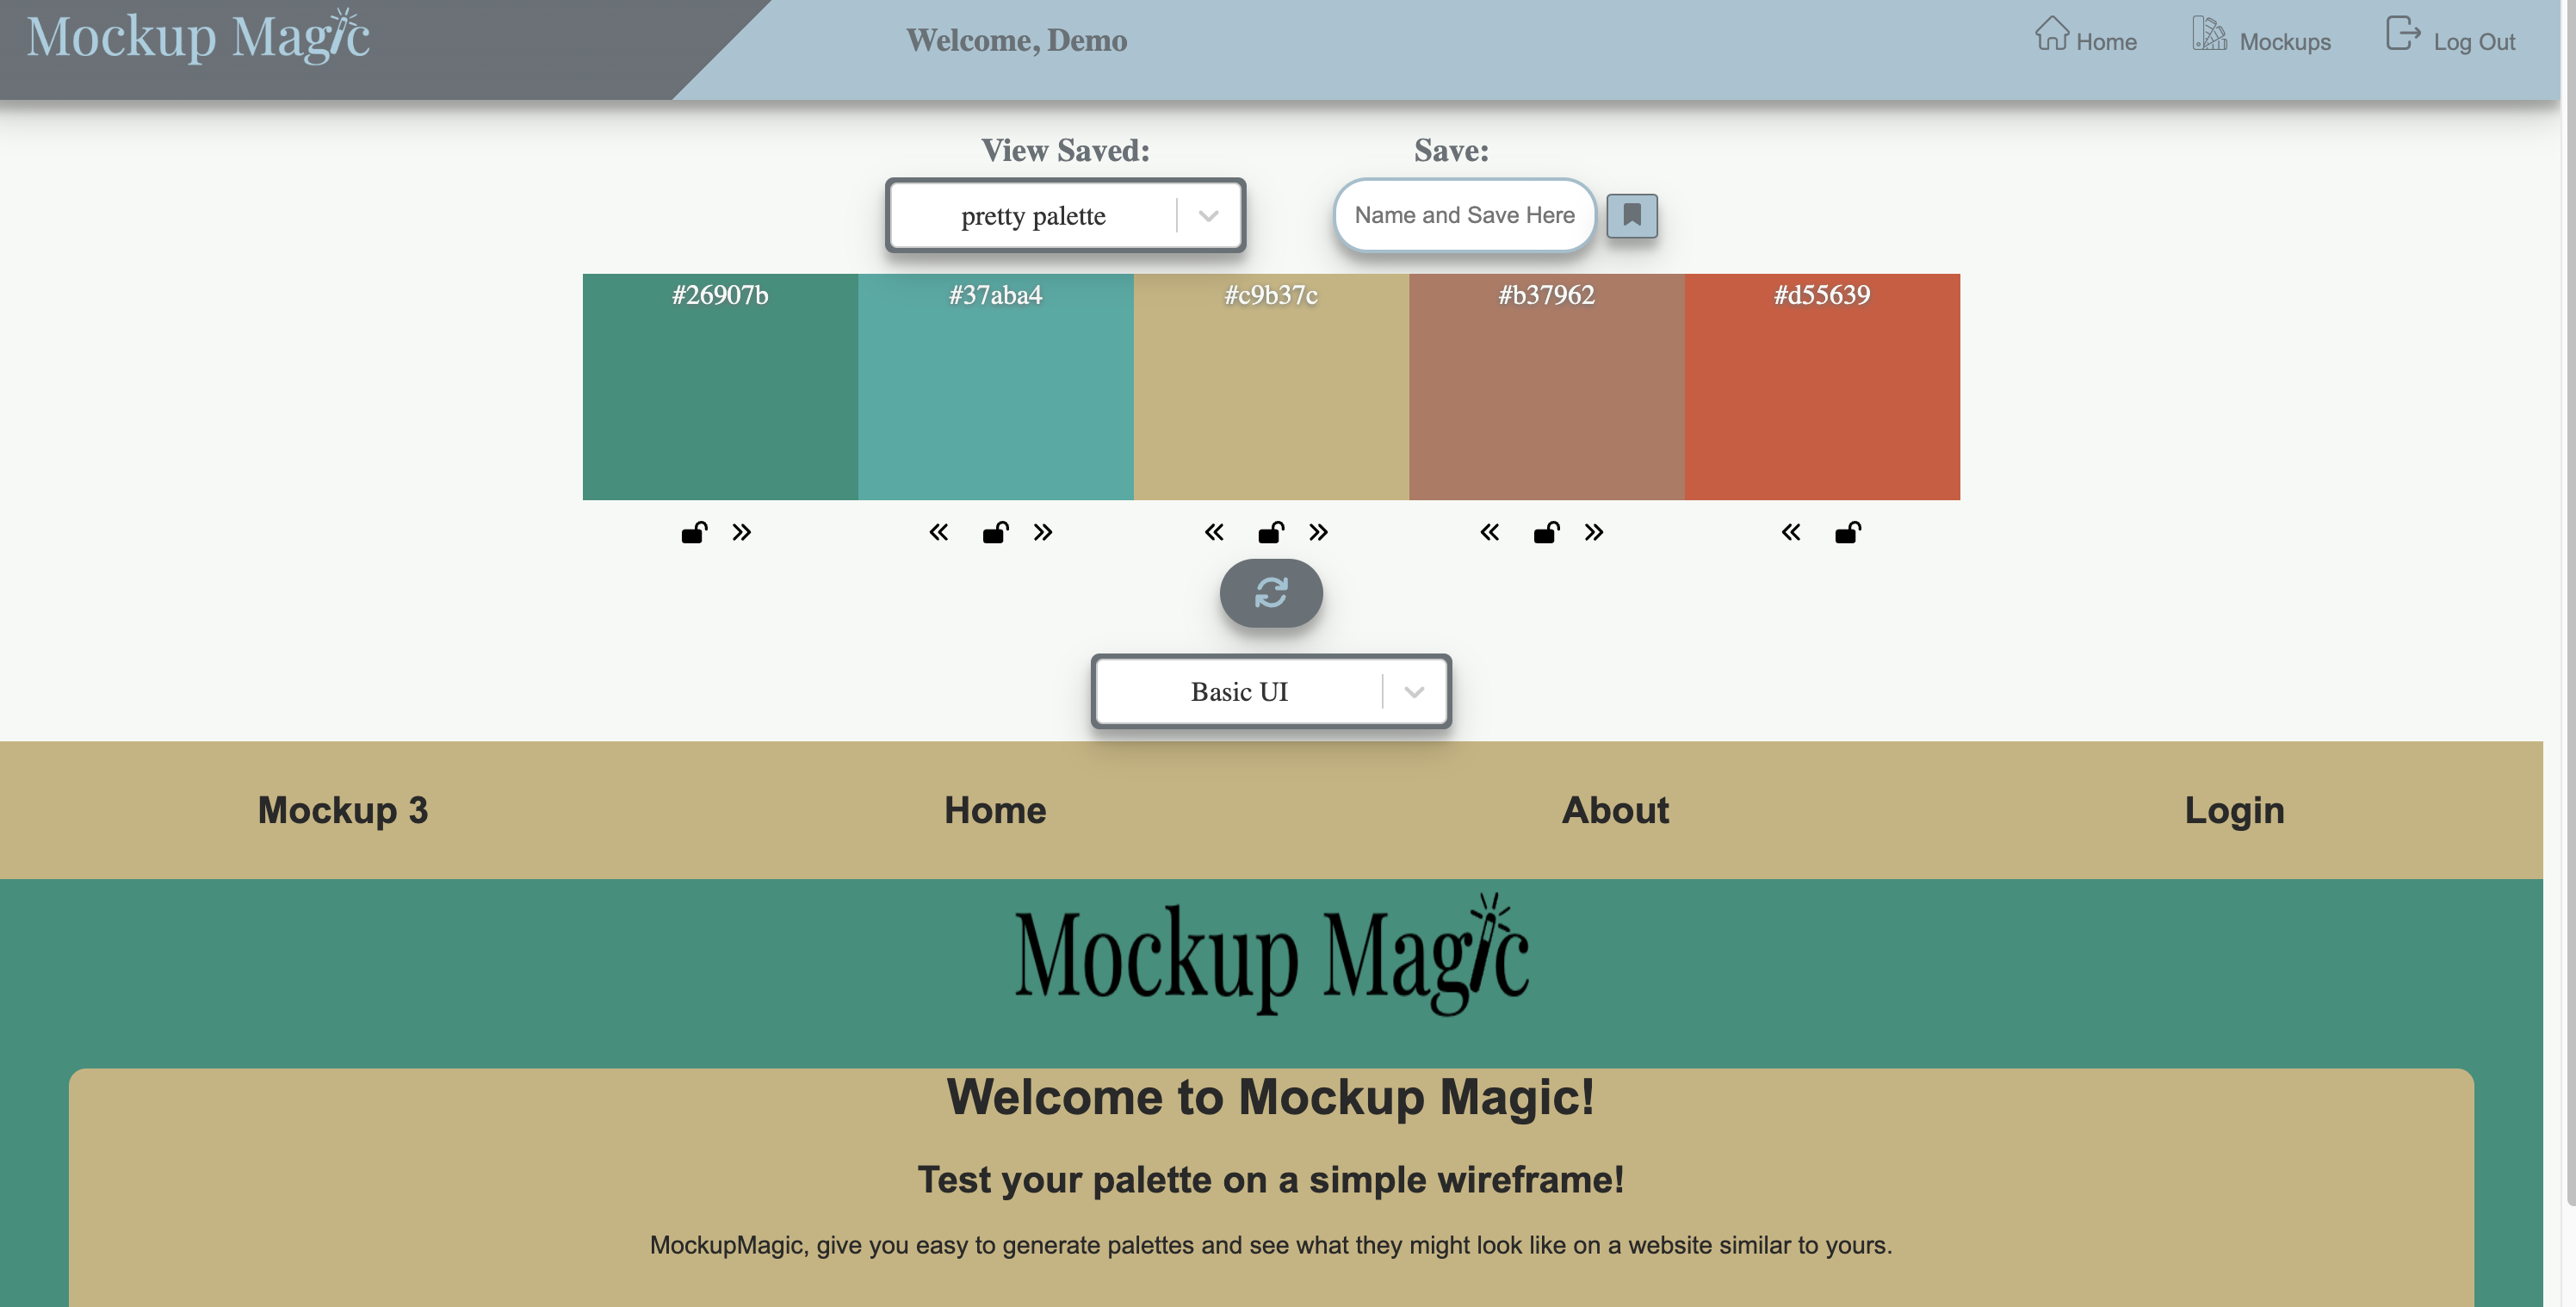 Mockup Magic
Welcome, Demo
Home
Mockups
Log Out
View Saved:
Save:
pretty palette
Name and Save Here
#26907b
#37aba4
#c9b37c
#b37962
#d55639
Basic UI
Mockup 3
Home
About
Login
Mockup Magic
Welcome to Mockup Magic!
Test your palette on a simple wireframe!
MockupMagic, give you easy to generate palettes and see what they might look like on a website similar to yours.